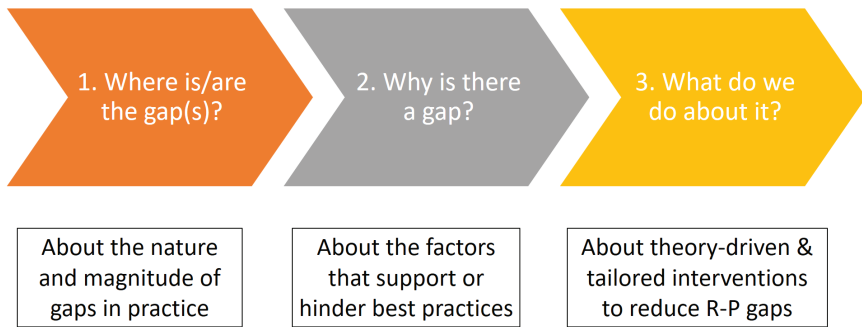 1. Where is/are
the gap(s)?
2. Why is there
a gap?
3. What do we
do about it?
About the nature
and magnitude of
gaps in practice
About the factors
that support or
hinder best practices
About theory-driven &
tailored interventions
to reduce R-P gaps